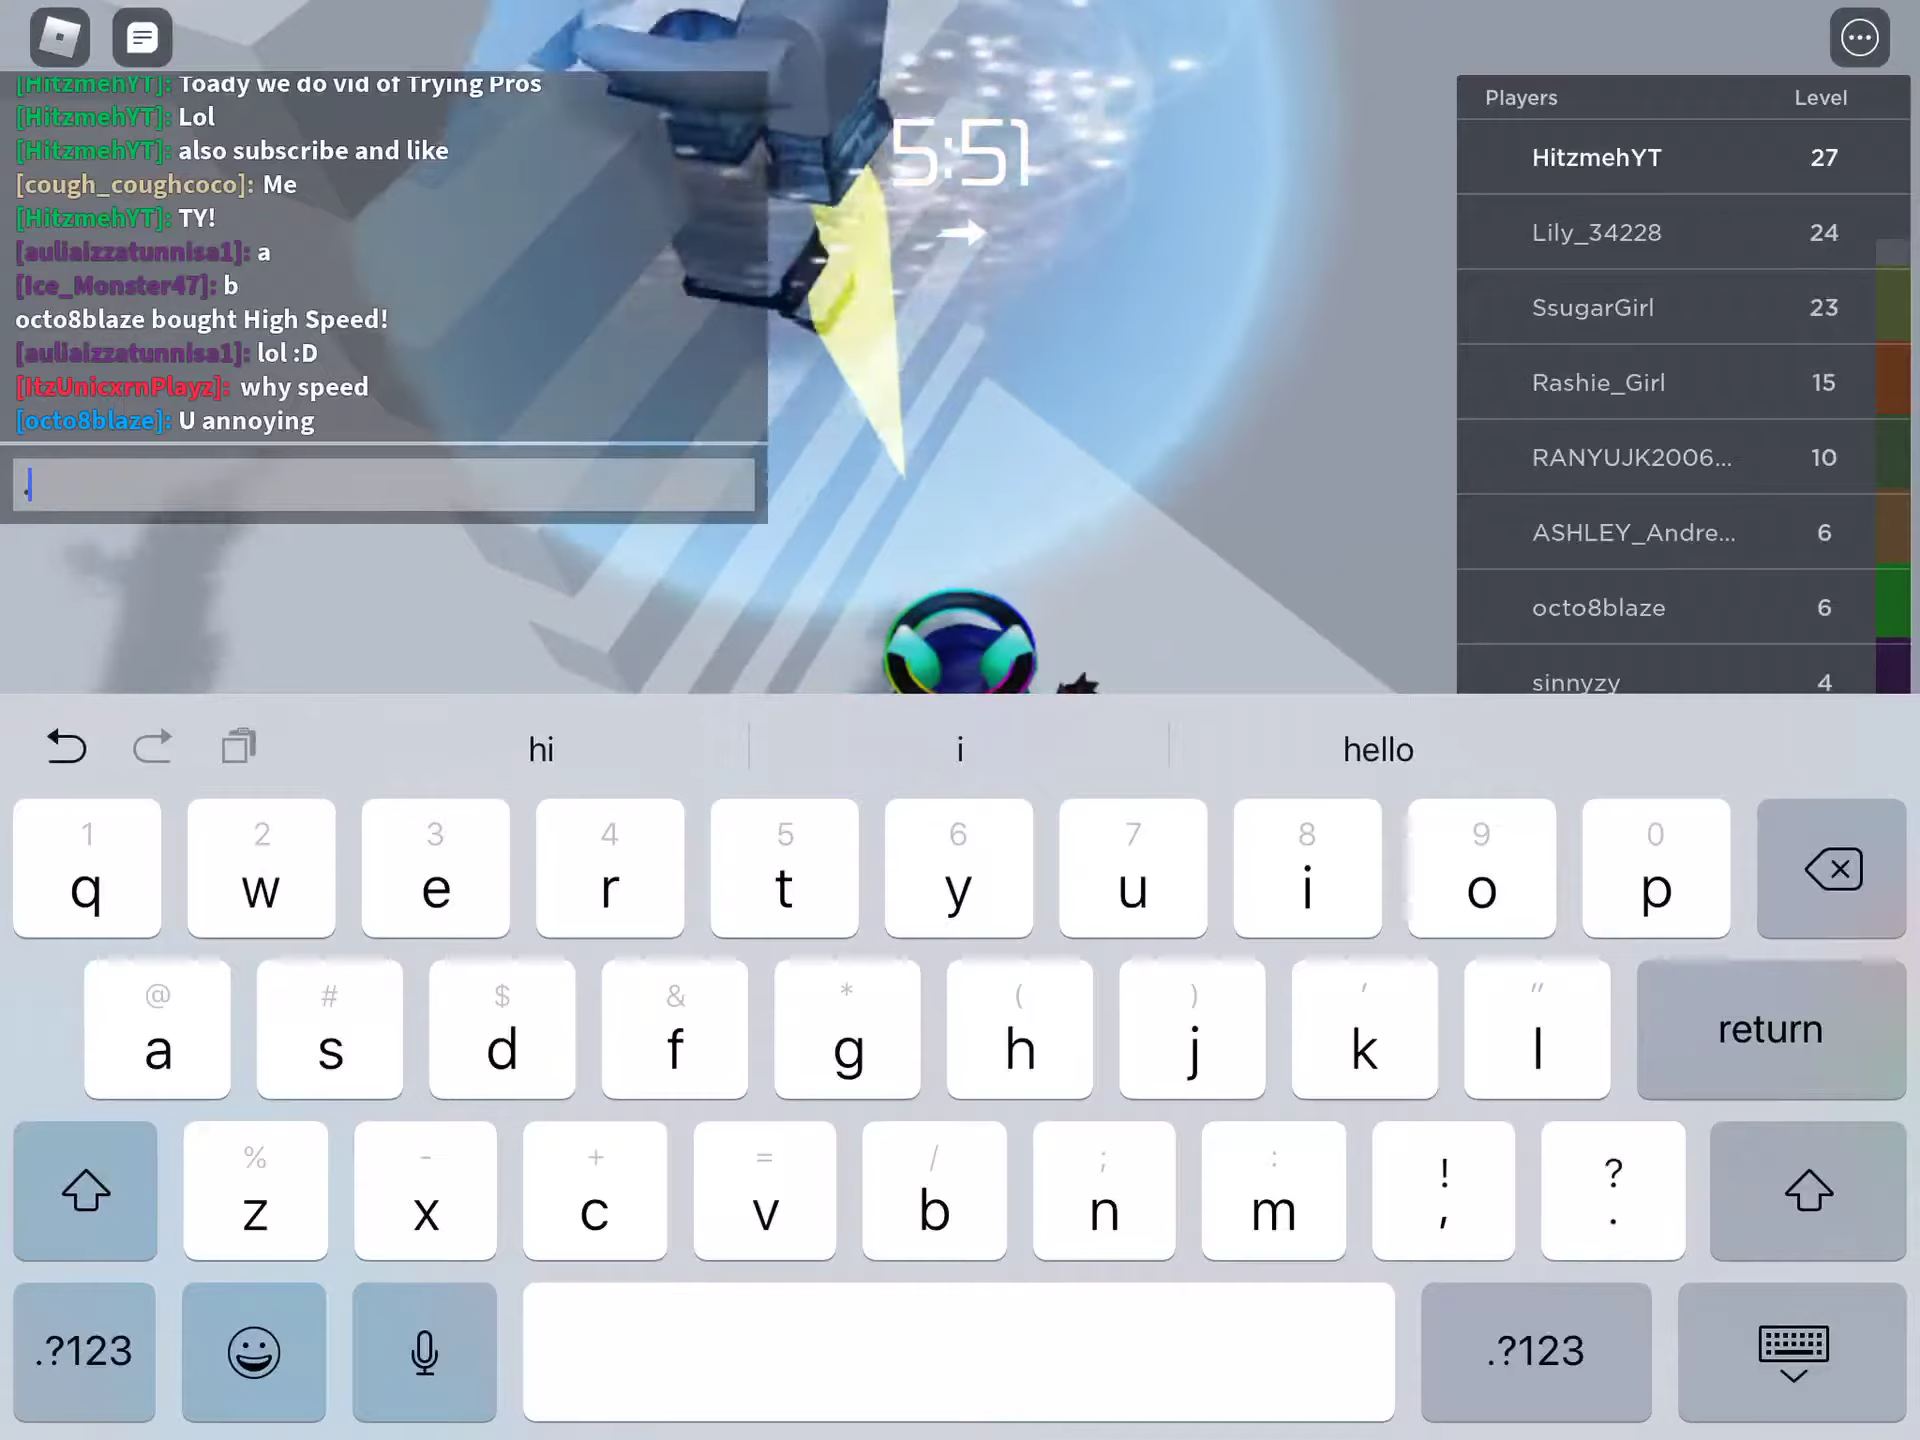 [HitzmehYT]: Toady we do vid of Trying Pros
[HitzmehYT]: Lol
[HitzmehYT]: also subscribe and like
[cough_coughcoco]: Me
[HitzmehYT]: TY!
[auliaizzatunnisa1]: a
[Ice_Monster47]: b
octo8blaze bought High Speed!
[auliaizzatunnisa1]: lol :D
[ItzUnicxrnPlayz]: why speed
[octo8blaze]: U annoying
.
5:51
Players Level
HitzmehYT 27
Lily_34228 24
SsugarGirl 23
Rashie_Girl 15
RANYUJK2006... 10
ASHLEY_Andre... 6
octo8blaze 6
sinnyzy 4
hi i hello
1 2 3 4 5 6 7 8 9 0
q w e r t y u i o p
@ # $ & * ( ) ' "
a s d f g h j k l return
% - + = / ; : ! ?
z x c v b n m , .
.?123 .?123